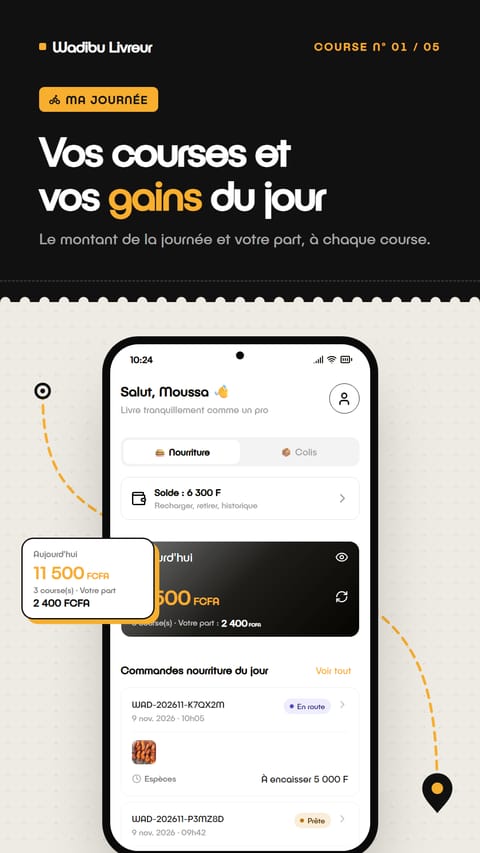 Wadibu Livreur
COURSE N° 01 / 05
MA JOURNÉE
Vos courses et
vos gains du jour
Le montant de la journée et votre part, à chaque course.
10:24
Salut, Moussa 👋
Livre tranquillement comme un pro
Nourriture
Colis
Solde : 6 300 F
Recharger, retirer, historique
Aujourd'hui
11 500 FCFA
3 course(s) · Votre part
2 400 FCFA
urd'hui
500 FCFA
3 course(s) · Votre part : 2 400 FCFA
Commandes nourriture du jour
Voir tout
WAD-202611-K7QX2M
En route
9 nov. 2026 · 10h05
Espèces
À encaisser 5 000 F
WAD-202611-P3MZ8D
Prête
9 nov. 2026 · 09h42